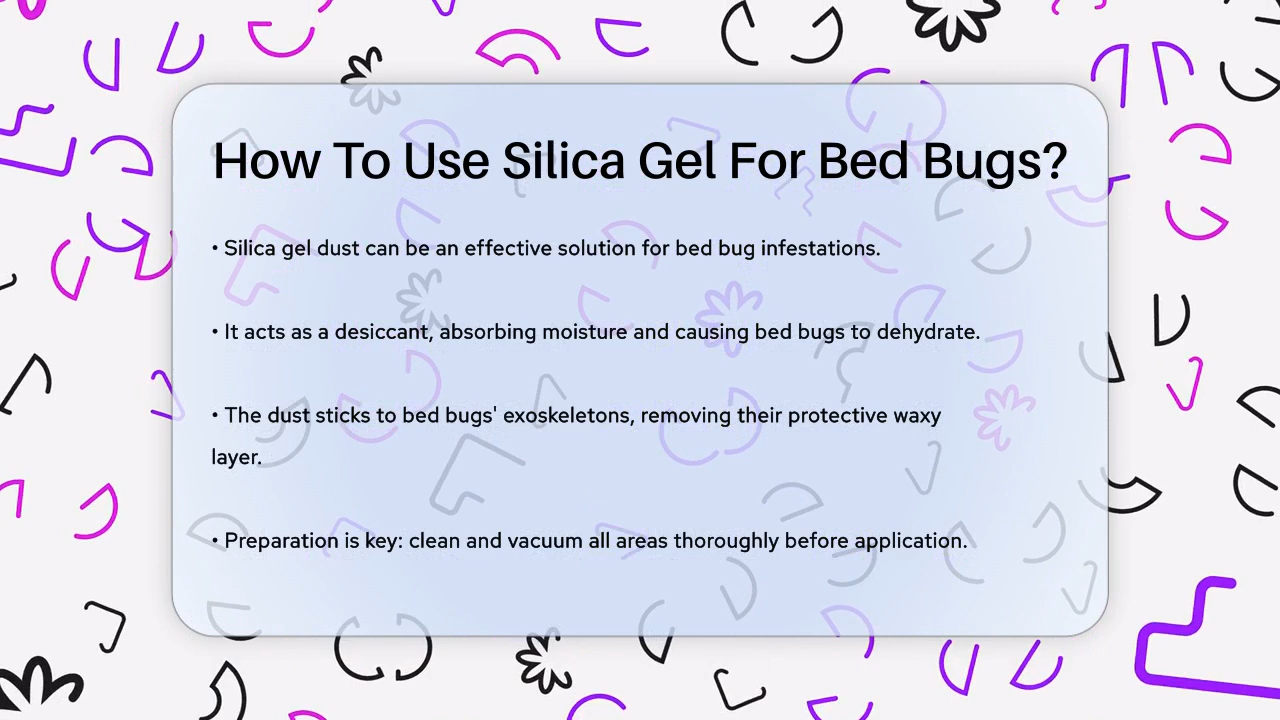 How To Use Silica Gel For Bed Bugs?
• Silica gel dust can be an effective solution for bed bug infestations.
• It acts as a desiccant, absorbing moisture and causing bed bugs to dehydrate.
• The dust sticks to bed bugs' exoskeletons, removing their protective waxy
layer.
• Preparation is key: clean and vacuum all areas thoroughly before application.